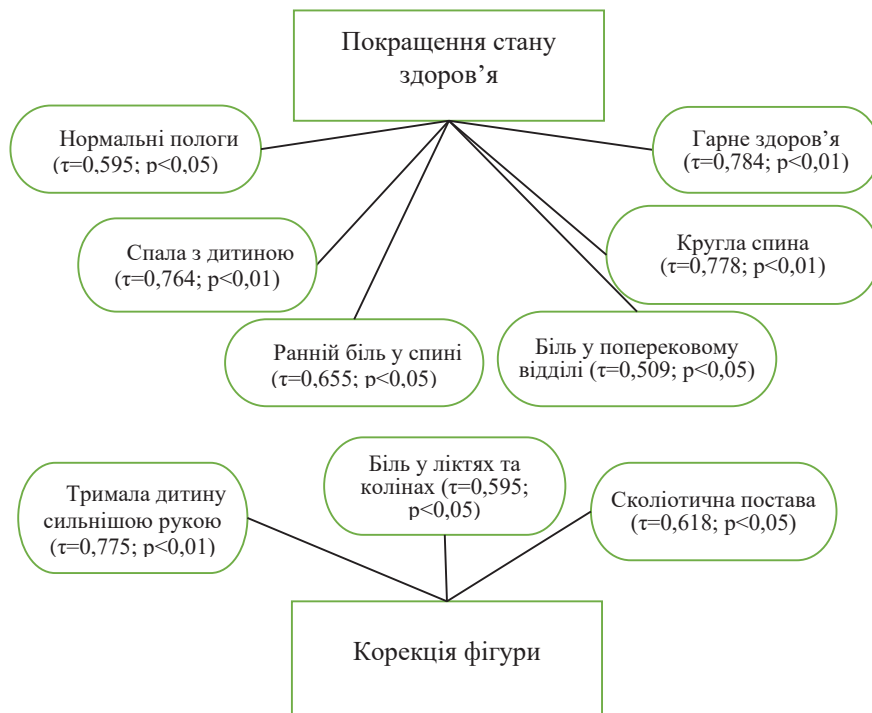 Покращення стану
здоров’я
Нормальні пологи
(τ=0,595; p<0,05)
Гарне здоров’я
(τ=0,784; p<0,01)
Спала з дитиною
(τ=0,764; p<0,01)
Кругла спина
(τ=0,778; p<0,01)
Ранній біль у спині
(τ=0,655; p<0,05)
Біль у поперековому
відділі (τ=0,509; p<0,05)
Тримала дитину
сильнішою рукою
(τ=0,775; p<0,01)
Біль у ліктях та
колінах (τ=0,595;
p<0,05)
Сколіотична постава
(τ=0,618; p<0,05)
Корекція фігури